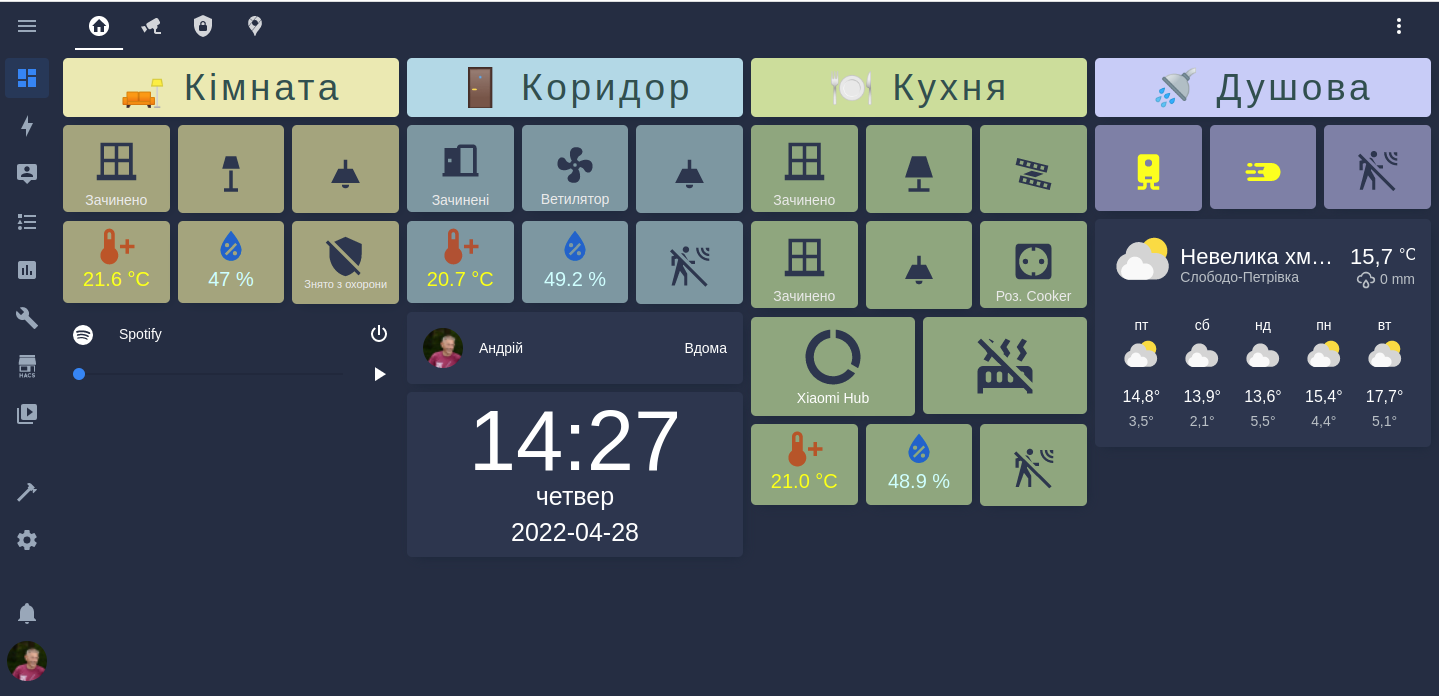 Кімната
Зачинено
21.6 °C
47 %
Знято з охорони
Spotify
Коридор
Зачинені
Ветилятор
20.7 °C
49.2 %
Андрій
Вдома
14:27
четвер
2022-04-28
Кухня
Зачинено
Зачинено
Роз. Cooker
Xiaomi Hub
21.0 °C
48.9 %
Душова
Невелика хм…
15,7 °C
Слободо-Петрівка
0 mm
пт сб нд пн вт
14,8° 13,9° 13,6° 15,4° 17,7°
3,5° 2,1° 5,5° 4,4° 5,1°
HACS